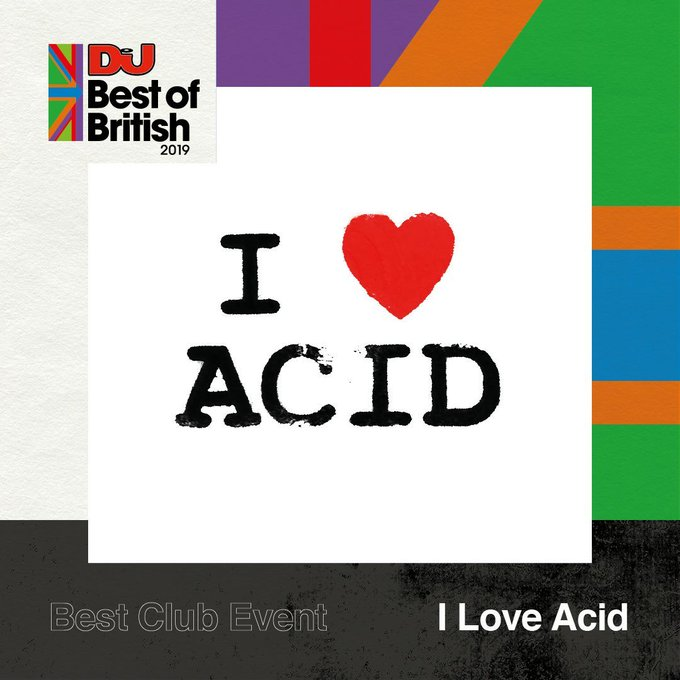 DJ
Best of
British
2019
I ❤
ACID
Best Club Event
I Love Acid